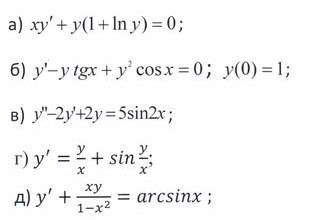 а) xy′ + y(1 + ln y) = 0;
б) y'–y tgx + y² cos x = 0; y(0) = 1;
в) y"–2y'+2y = 5sin2x;
г) y′ = y/x + sin y/x;
д) y′ + xy/(1−x²) = arcsinx ;